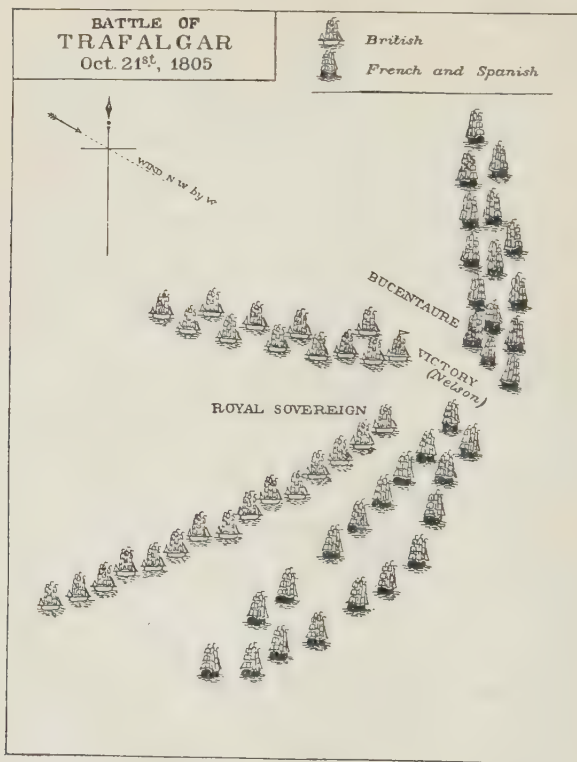 BATTLE OF
TRAFALGAR
Oct. 21st, 1805
British
French and Spanish
WIND N W by W
BUCENTAURE
VICTORY
(Nelson)
ROYAL SOVEREIGN